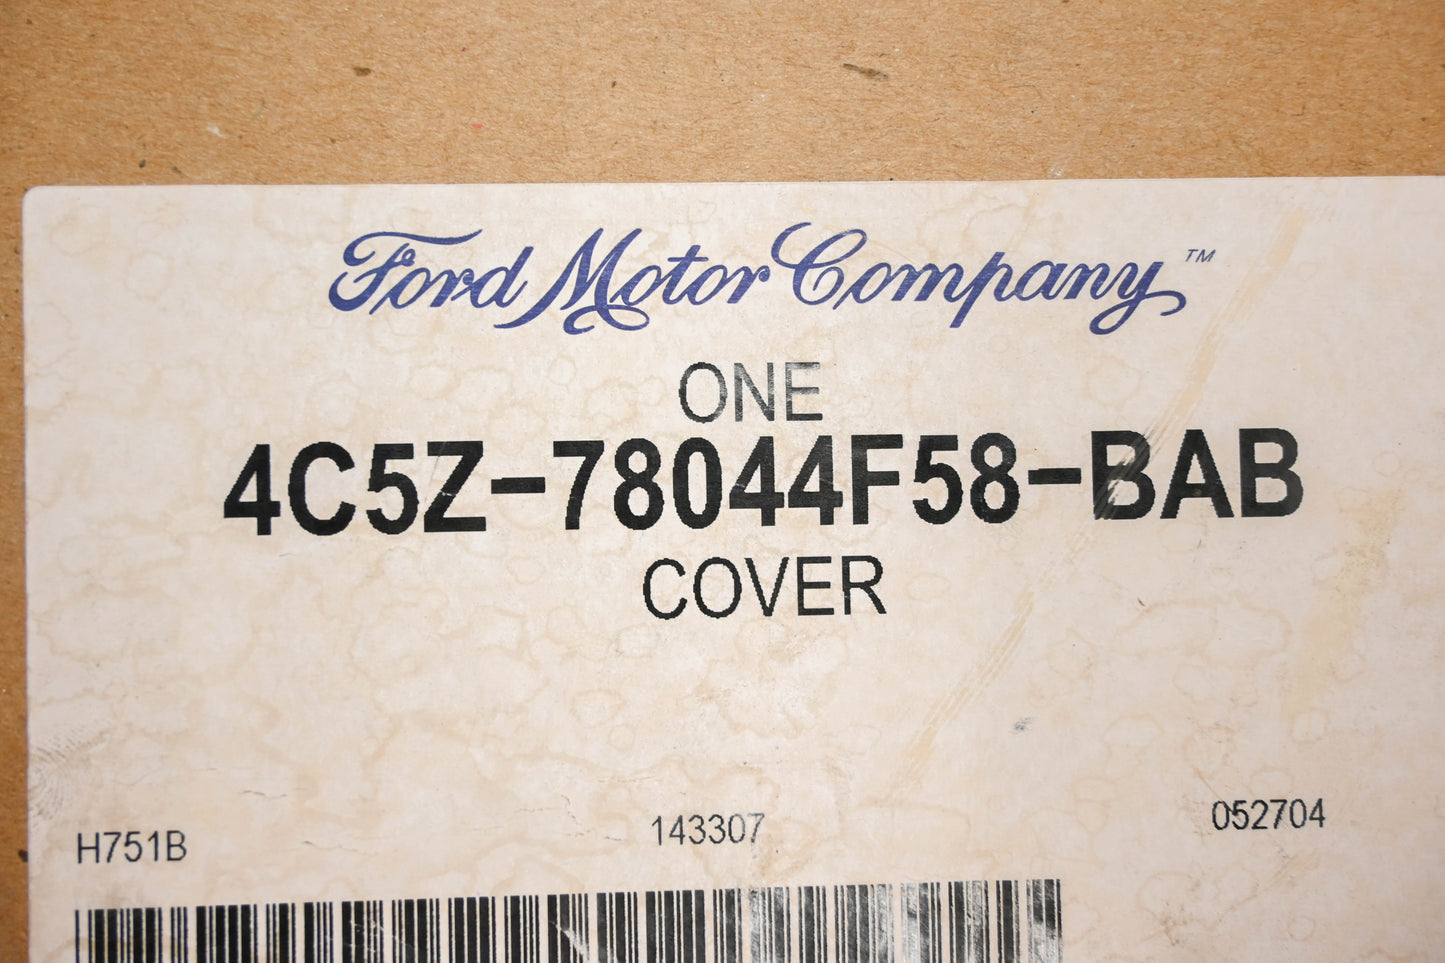 Ford Motor Company™
ONE
4C5Z-78044F58-BAB
COVER
H751B 143307 052704